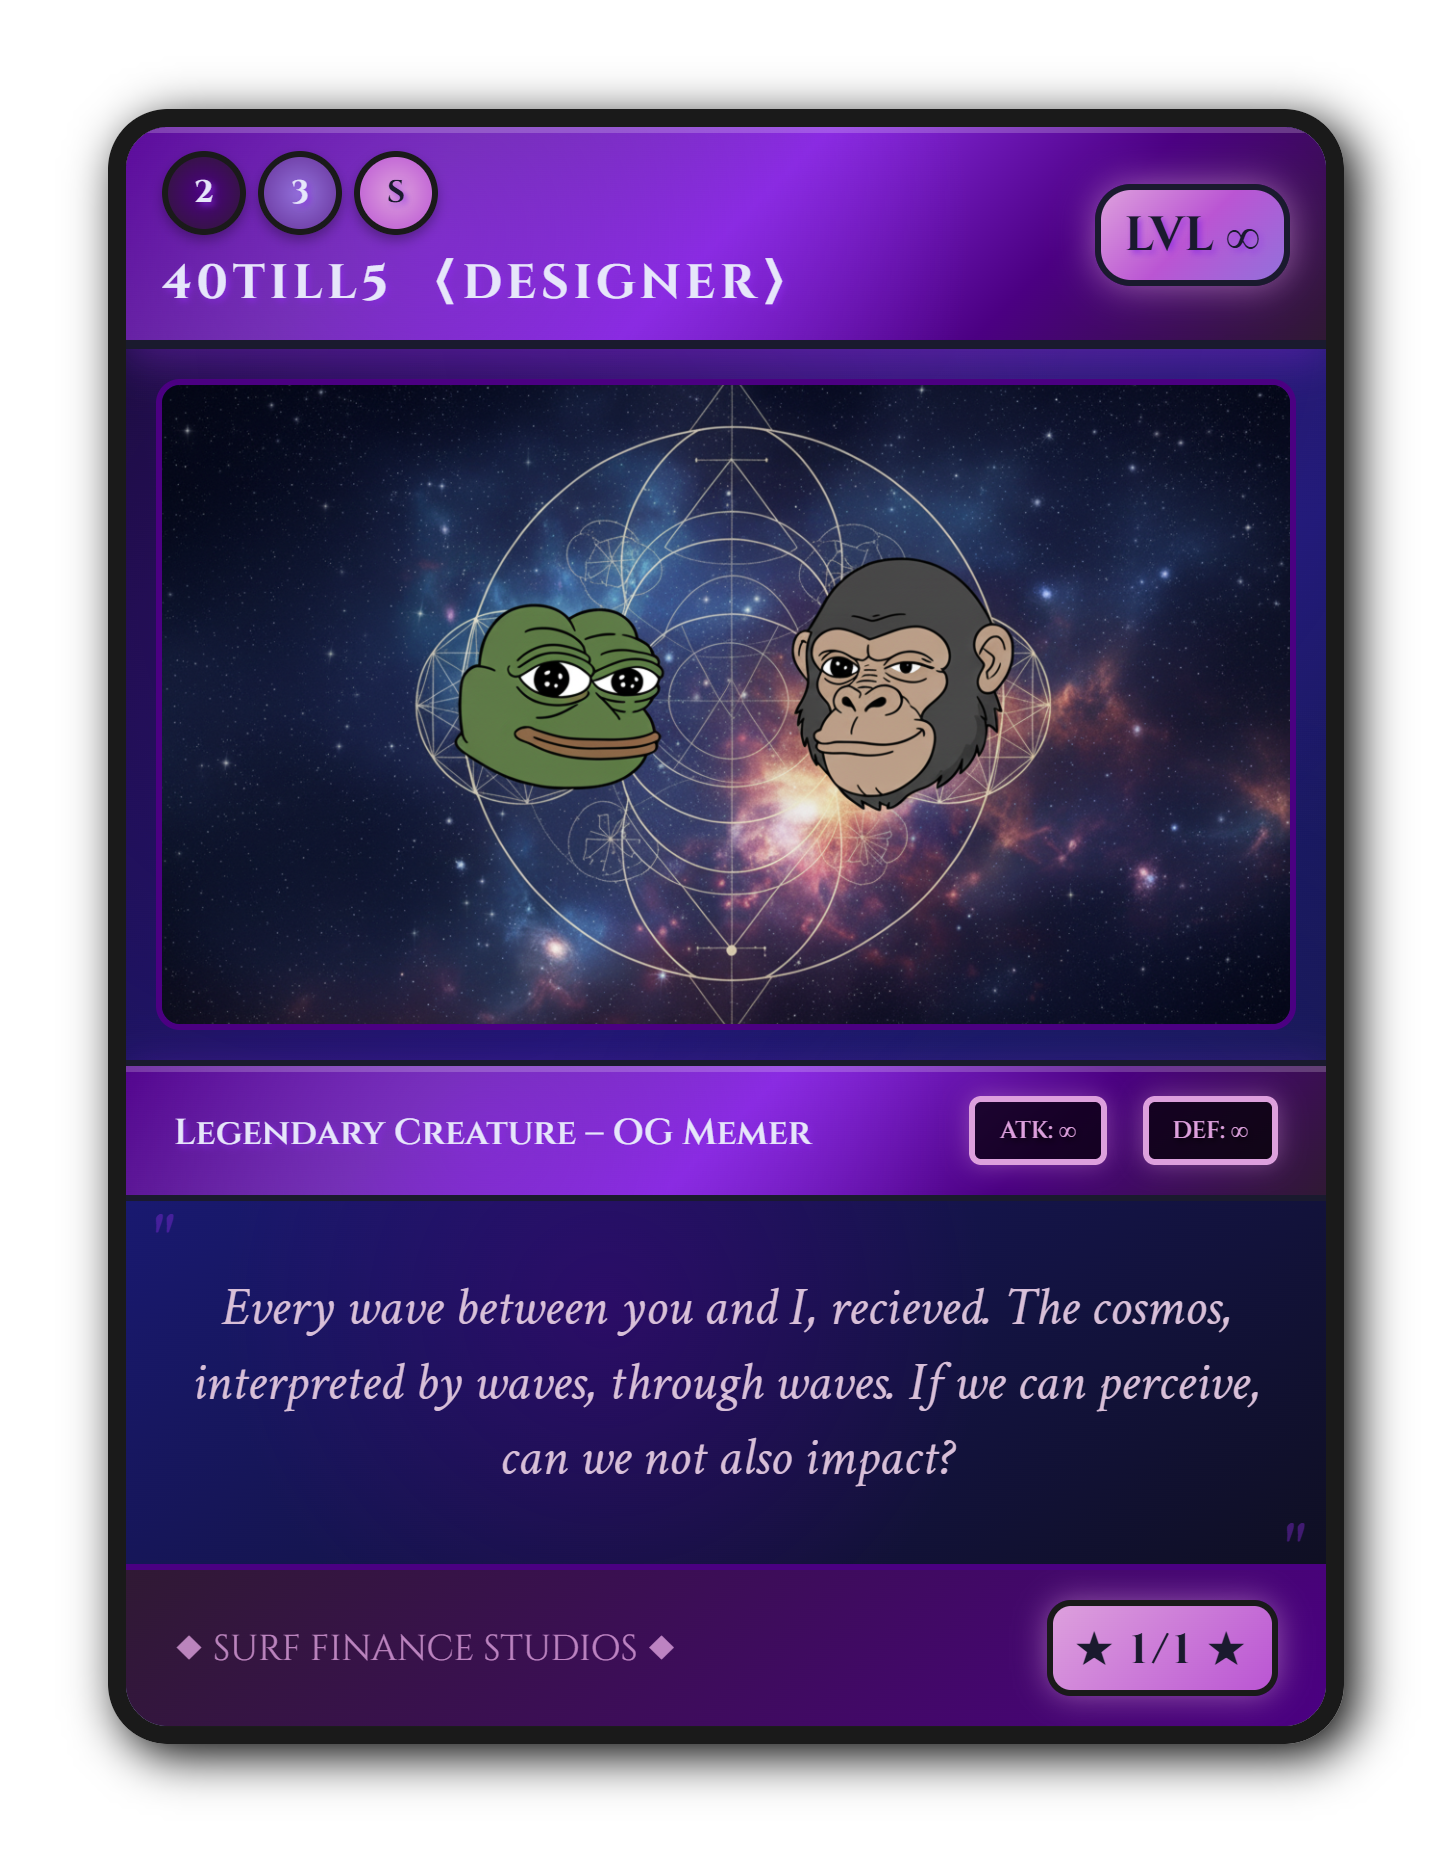 2 3 S
40TILL5 ⟨DESIGNER⟩
LVL ∞
Legendary Creature – OG Memer
ATK: ∞
DEF: ∞
"
Every wave between you and I, recieved. The cosmos,
interpreted by waves, through waves. If we can perceive,
can we not also impact?
"
◆ SURF FINANCE STUDIOS ◆
★ 1/1 ★